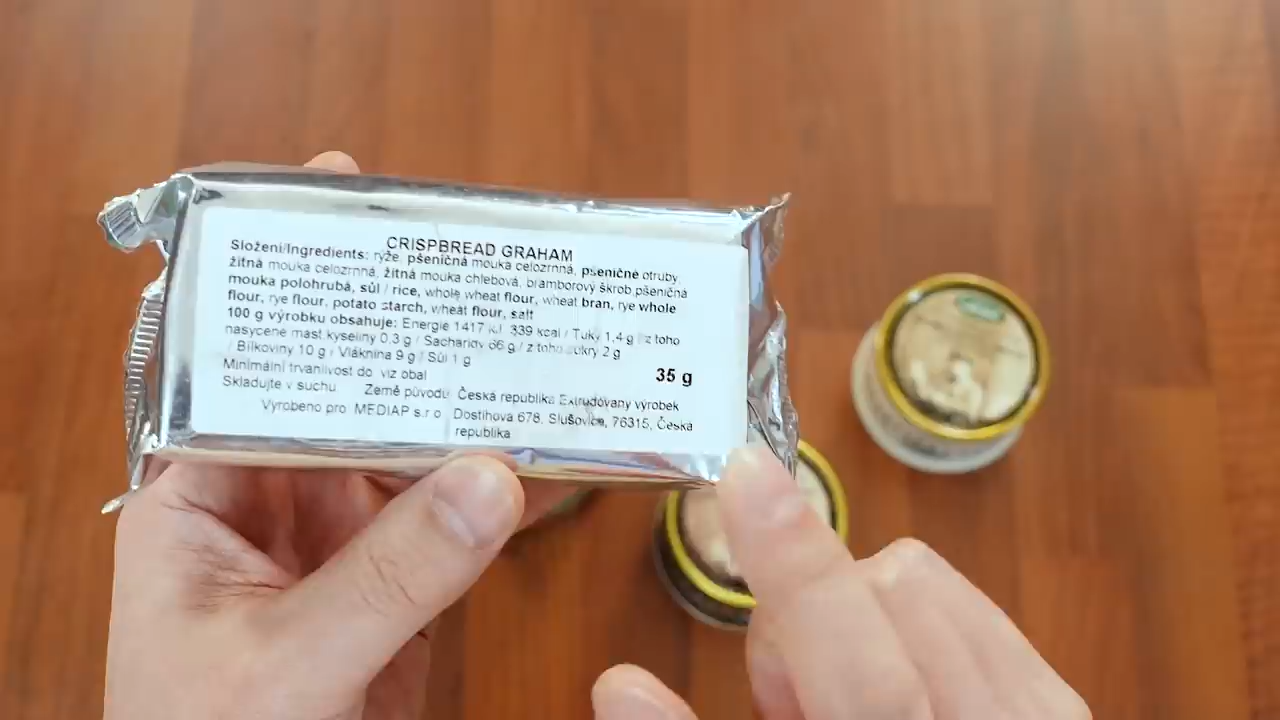 CRISPBREAD GRAHAM
Složení/Ingredients: rýže, pšeničná mouka celozrnná, pšeničné otruby,
žitná mouka celozrnná, žitná mouka chlebová, bramborový škrob,pšeničná
mouka polohrubá, sůl / rice, whole wheat flour, wheat bran, rye whole
flour, rye flour, potato starch, wheat flour, salt
100 g výrobku obsahuje: Energie 1417 kJ 339 kcal / Tuky 1,4 g / z toho
nasycené mast.kyseliny 0,3 g / Sacharidy 66 g / z toho cukry 2 g
/ Bílkoviny 10 g / Vláknina 9 g / Sůl 1 g
35 g
Minimální trvanlivost do viz obal
Skladujte v suchu Země původu Česká republika Extrudovaný výrobek
Vyrobeno pro MEDIAP s.r.o Dostihova 678, Slušovice, 76315, Česká
republika